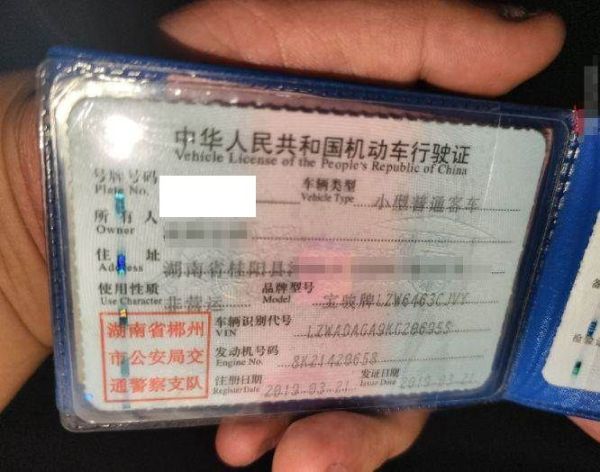 中华人民共和国机动车行驶证
Vehicle License of the People's Republic of China
号牌号码
Plate No.
车辆类型 小型普通客车
Vehicle Type
所有人
Owner
住址 湖南省桂阳县
Address
使用性质 非营运
Use Character
品牌型号 宝骏牌LZW6463CJVY
Model
湖南省郴州
市公安局交
通警察支队
车辆识别代号
VIN
发动机号码 8K21420658
Engine No.
注册日期 2019-03-21
Register Date
发证日期 2019-03-21
Issue Date